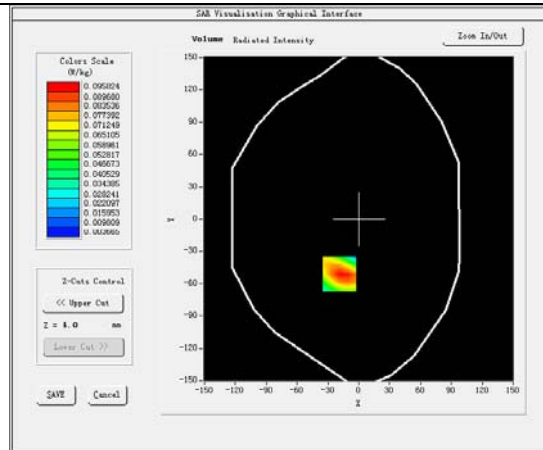 SAR Visualisation Graphical Interface
Volume Radiated Intensity
Zoom In/Out
Colors Scale
(W/kg)
0.095824
0.089680
0.083536
0.077392
0.071249
0.065105
0.058961
0.052817
0.046673
0.040529
0.034385
0.028241
0.022097
0.015953
0.009809
0.003665
Z-Cuts Control
<< Upper Cut
Z = 4.0 mm
Lower Cut >>
SAVE
Cancel
150
120
90
60
30
0
-30
-60
-90
-120
-150
Y
-150 -120 -90 -60 -30 0 30 60 90 120 150
X